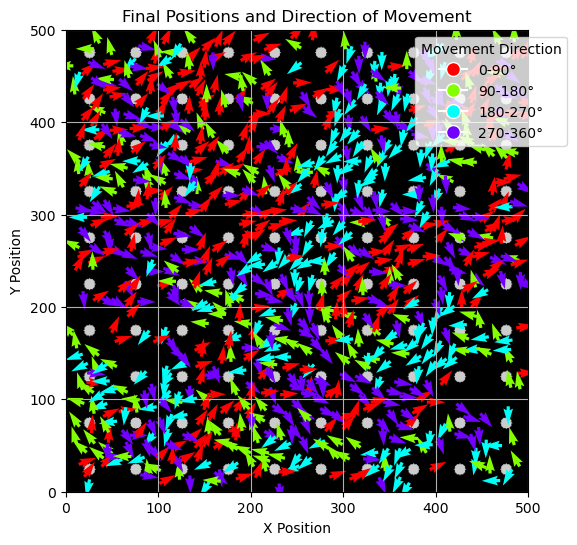 Final Positions and Direction of Movement
Movement Direction
0-90°
90-180°
180-270°
270-360°
500
400
300
200
100
0
Y Position
0 100 200 300 400 500
X Position